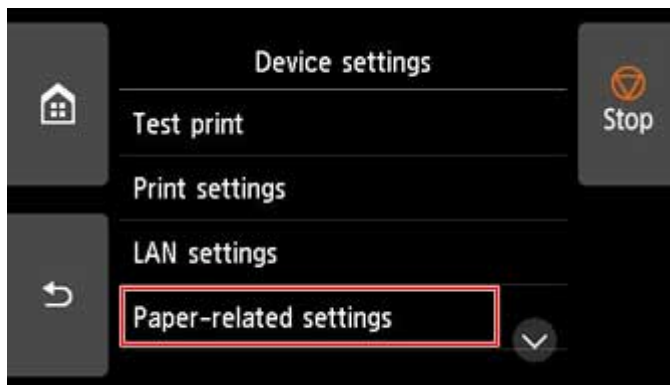 Device settings
Stop
Test print
Print settings
LAN settings
Paper-related settings